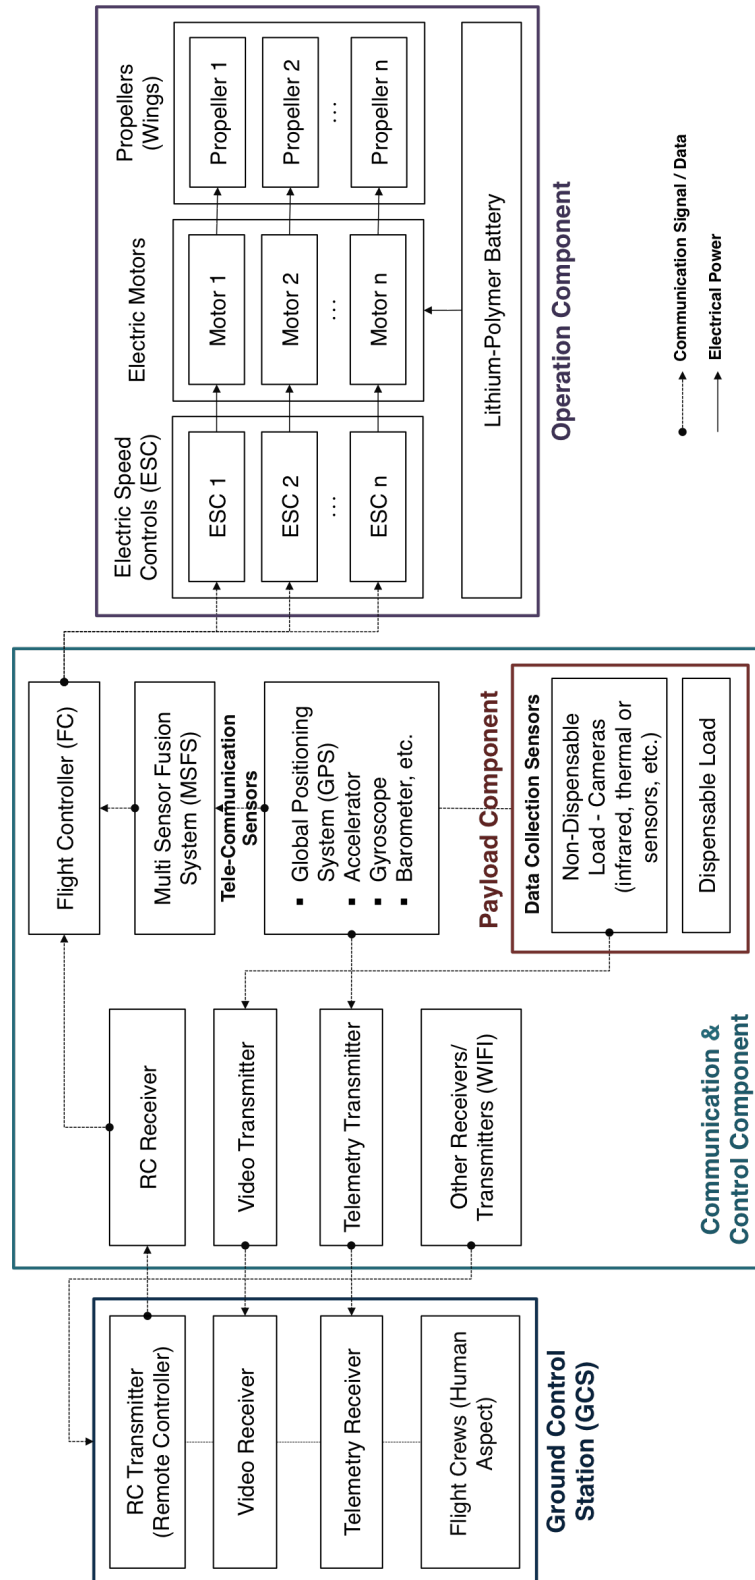 RC Transmitter
(Remote Controller)
Video Receiver
Telemetry Receiver
Flight Crews (Human
Aspect)
Ground Control
Station (GCS)
RC Receiver
Video Transmitter
Telemetry Transmitter
Other Receivers/
Transmitters (WIFI)
Communication &
Control Component
Flight Controller (FC)
Multi Sensor Fusion
System (MSFS)
Tele-Communication
Sensors
▪ Global Positioning
System (GPS)
▪ Accelerator
▪ Gyroscope
▪ Barometer, etc.
Payload Component
Data Collection Sensors
Non-Dispensable
Load - Cameras
(infrared, thermal or
sensors, etc.)
Dispensable Load
Electric Speed
Controls (ESC)
ESC 1
ESC 2
...
ESC n
Electric Motors
Motor 1
Motor 2
...
Motor n
Propellers
(Wings)
Propeller 1
Propeller 2
...
Propeller n
Lithium-Polymer Battery
Operation Component
Communication Signal / Data
Electrical Power